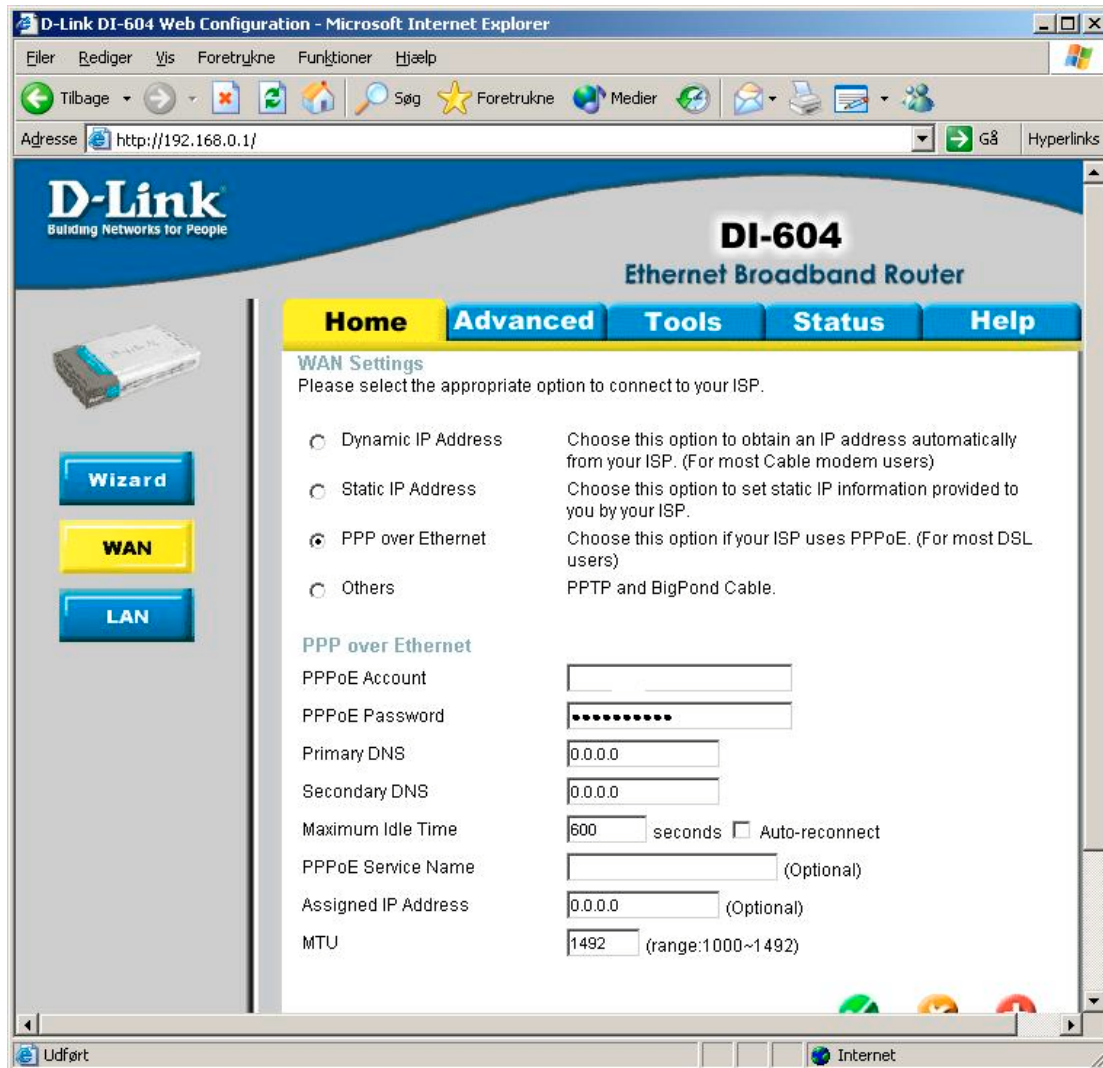 D-Link DI-604 Web Configuration - Microsoft Internet Explorer
Filer Rediger Vis Foretrukne Funktioner Hjælp
Tilbage Søg Foretrukne Medier
Adresse http://192.168.0.1/ Gå Hyperlinks
D-Link
Building Networks for People
DI-604
Ethernet Broadband Router
Home Advanced Tools Status Help
Wizard
WAN
LAN
WAN Settings
Please select the appropriate option to connect to your ISP.
Dynamic IP Address Choose this option to obtain an IP address automatically
from your ISP. (For most Cable modem users)
Static IP Address Choose this option to set static IP information provided to
you by your ISP.
PPP over Ethernet Choose this option if your ISP uses PPPoE. (For most DSL
users)
Others PPTP and BigPond Cable.
PPP over Ethernet
PPPoE Account
PPPoE Password ••••••••••
Primary DNS 0.0.0.0
Secondary DNS 0.0.0.0
Maximum Idle Time 600 seconds Auto-reconnect
PPPoE Service Name (Optional)
Assigned IP Address 0.0.0.0 (Optional)
MTU 1492 (range:1000~1492)
Udført Internet